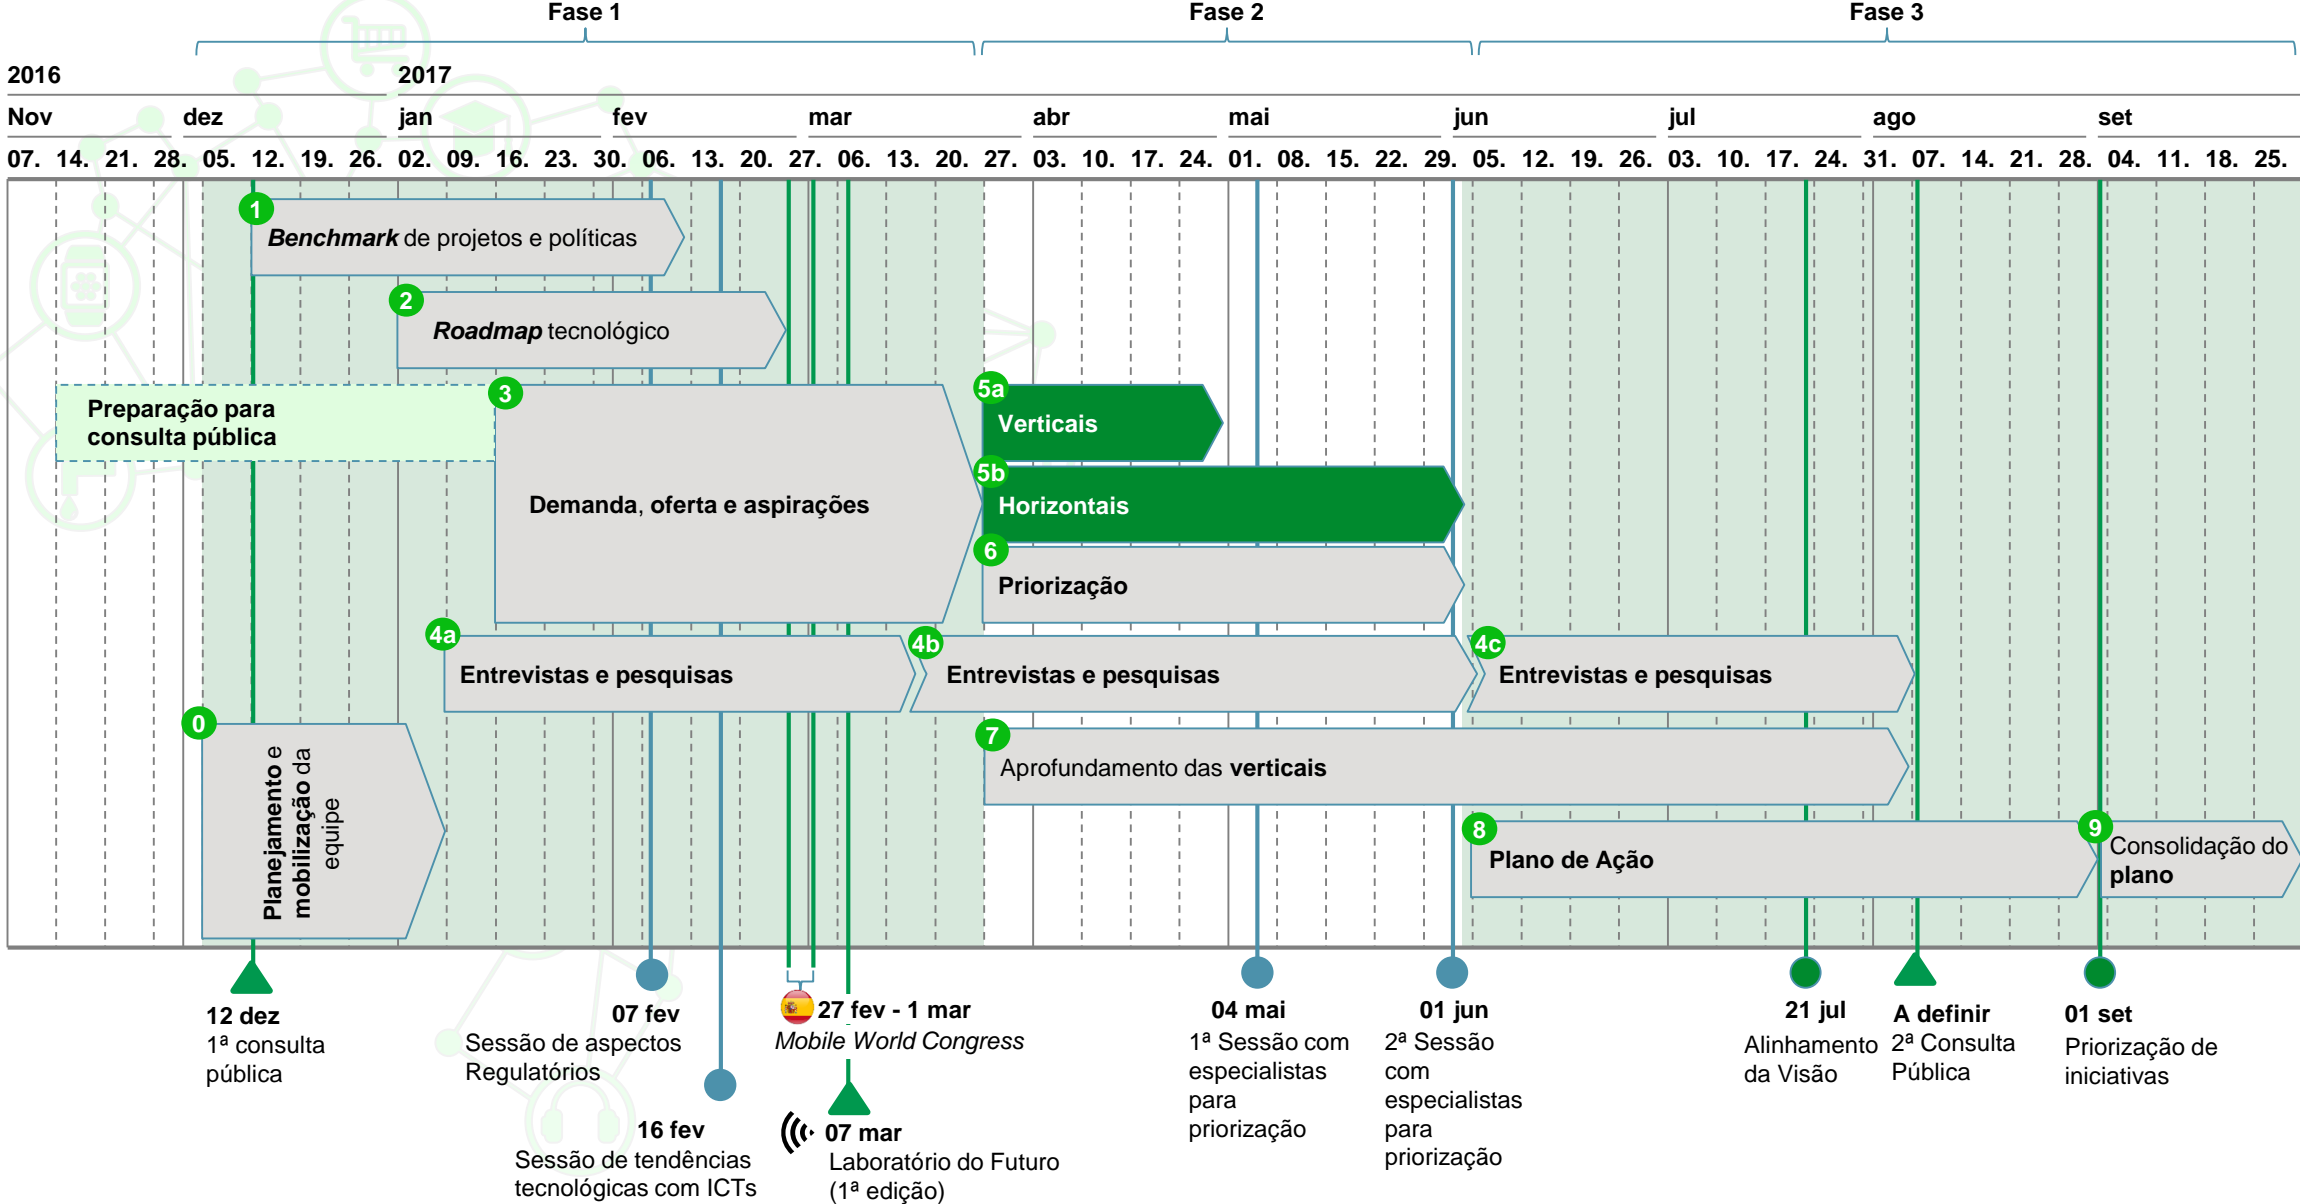 Fase 1
Fase 2
Fase 3
2016
2017
Nov
dez
jan
fev
mar
abr
mai
jun
jul
ago
set
07. 14. 21. 28. 05. 12. 19. 26. 02. 09. 16. 23. 30. 06. 13. 20. 27. 06. 13. 20. 27. 03. 10. 17. 24. 01. 08. 15. 22. 29. 05. 12. 19. 26. 03. 10. 17. 24. 31. 07. 14. 21. 28. 04. 11. 18. 25.
1
Benchmark de projetos e políticas
2
Roadmap tecnológico
Preparação para
consulta pública
3
Demanda, oferta e aspirações
5a
Verticais
5b
Horizontais
6
Priorização
4a
Entrevistas e pesquisas
4b
Entrevistas e pesquisas
4c
Entrevistas e pesquisas
0
Planejamento e
mobilização da
equipe
7
Aprofundamento das verticais
8
Plano de Ação
9
Consolidação do
plano
12 dez
1ª consulta
pública
07 fev
Sessão de aspectos
Regulatórios
16 fev
Sessão de tendências
tecnológicas com ICTs
27 fev - 1 mar
Mobile World Congress
07 mar
Laboratório do Futuro
(1ª edição)
04 mai
1ª Sessão com
especialistas
para
priorização
01 jun
2ª Sessão
com
especialistas
para
priorização
21 jul
Alinhamento
da Visão
A definir
2ª Consulta
Pública
01 set
Priorização de
iniciativas